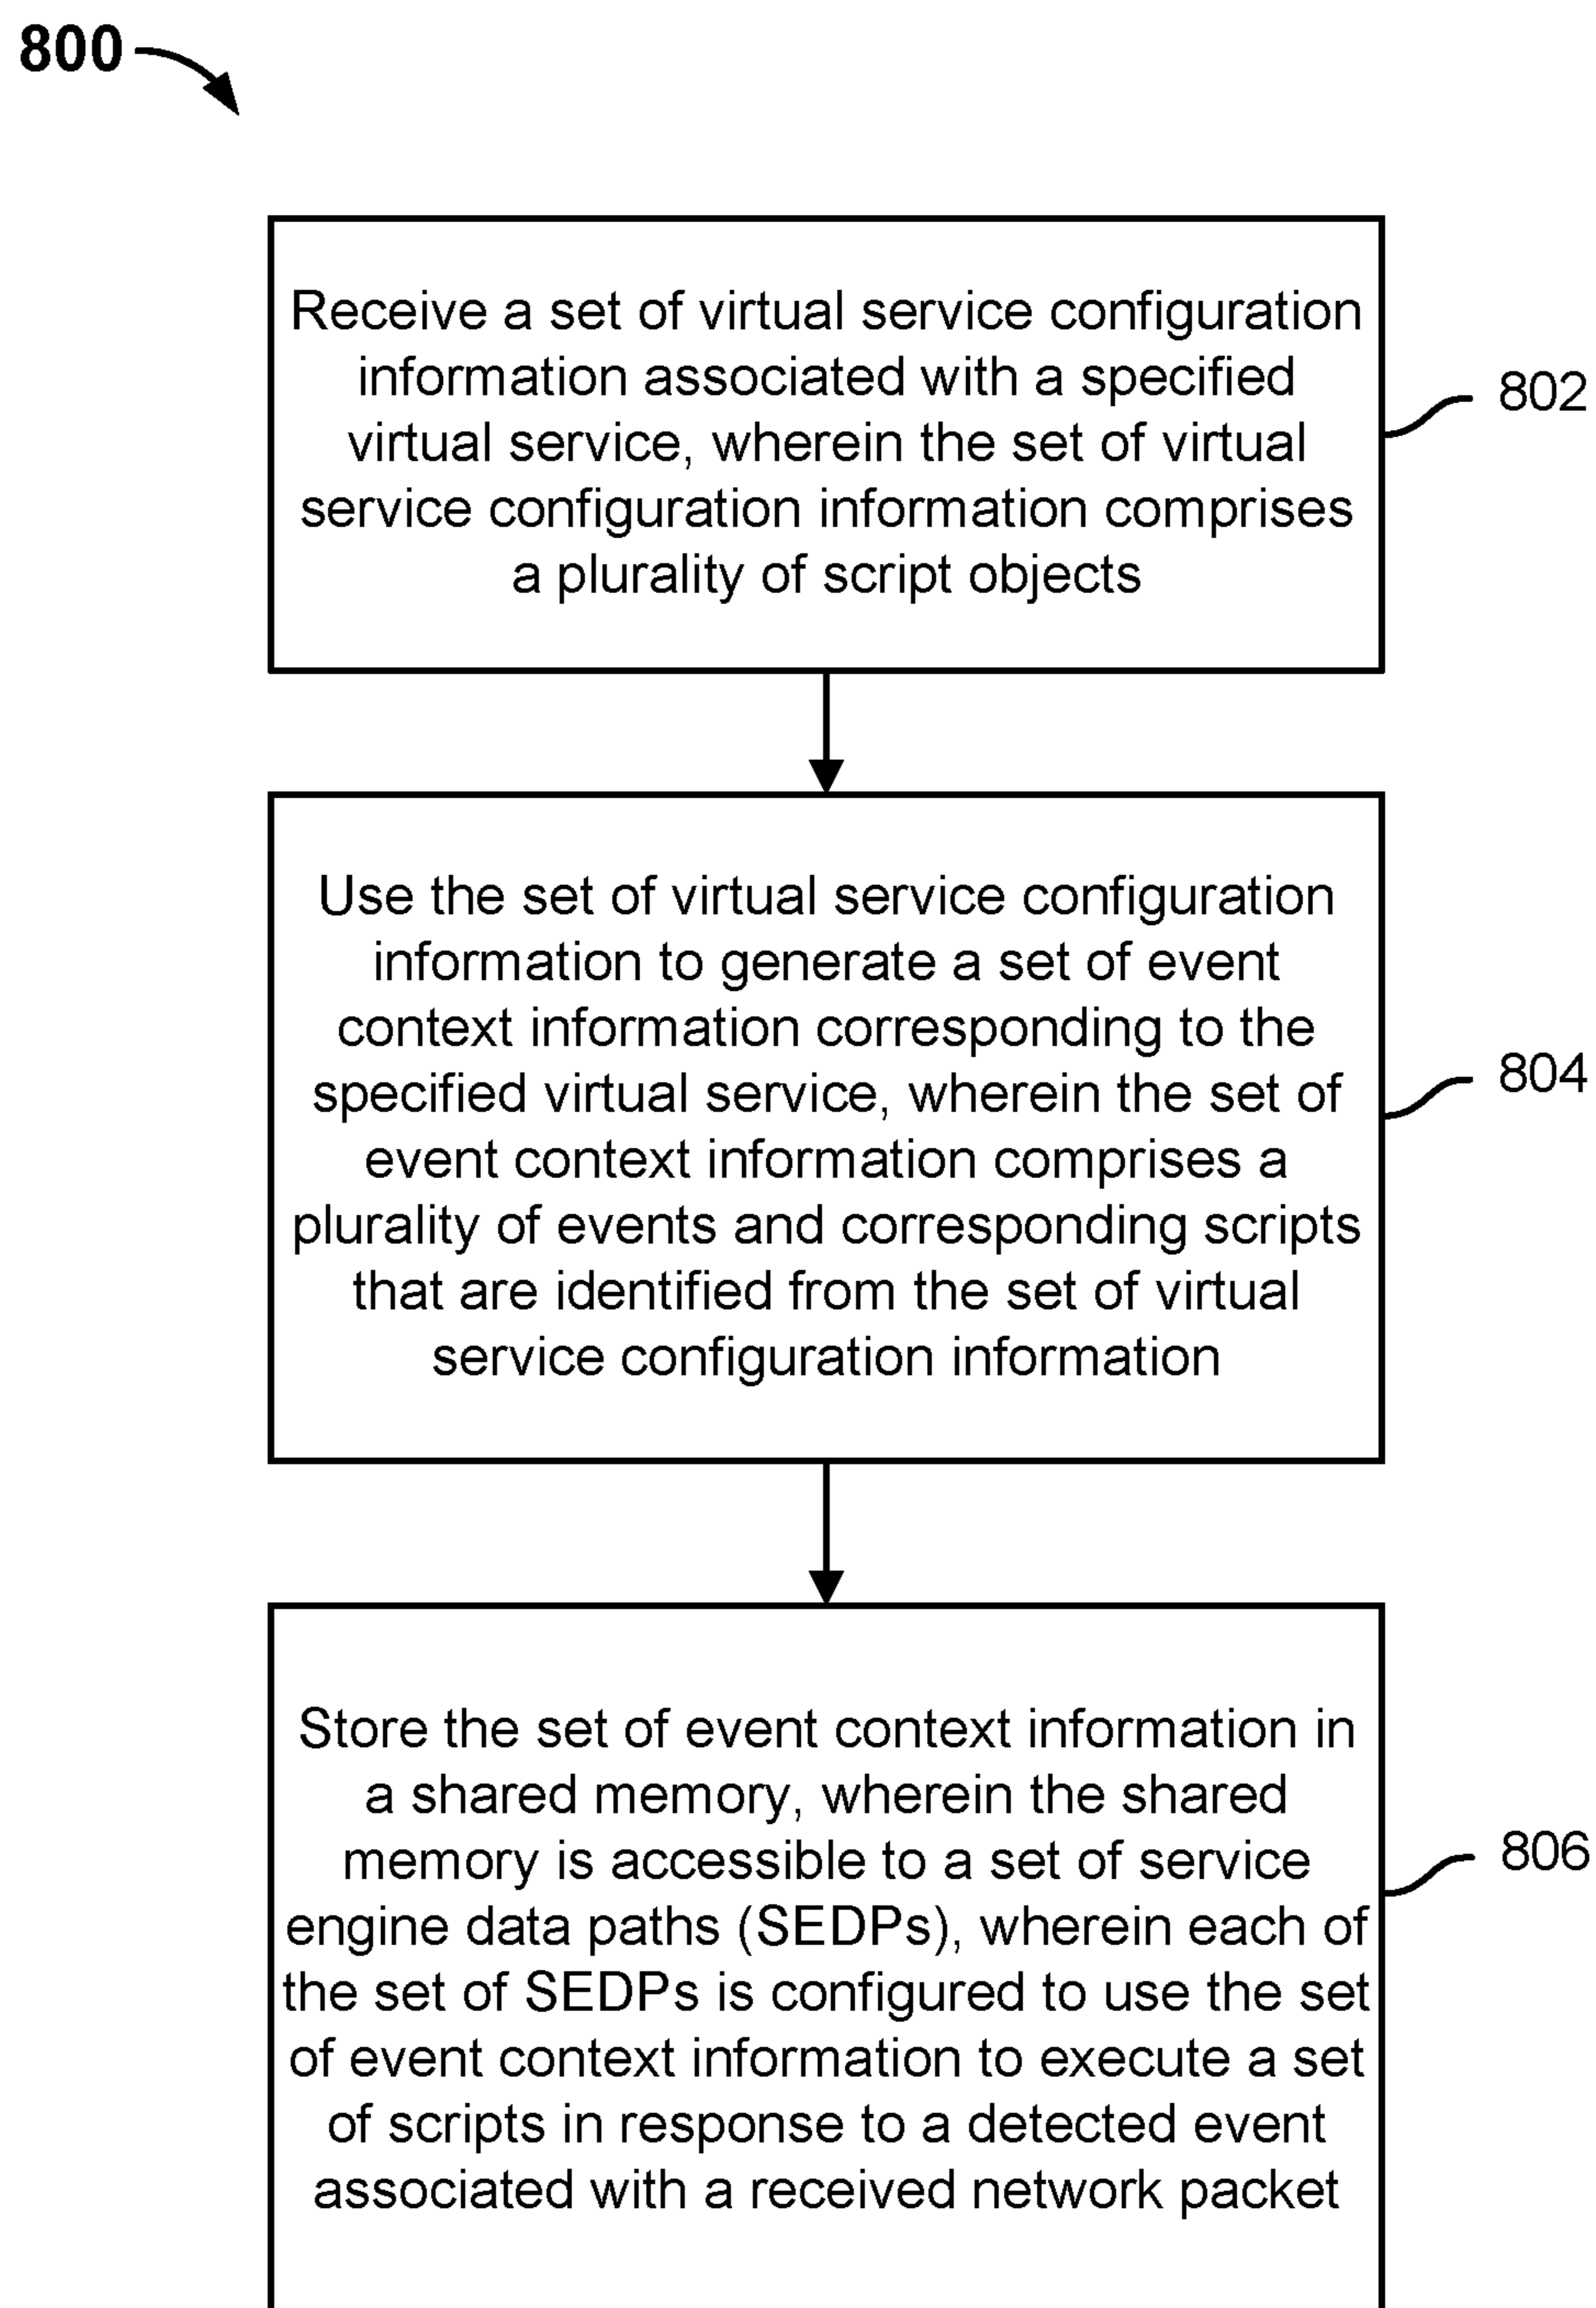 800
Receive a set of virtual service configuration
information associated with a specified
virtual service, wherein the set of virtual
service configuration information comprises
a plurality of script objects
802
Use the set of virtual service configuration
information to generate a set of event
context information corresponding to the
specified virtual service, wherein the set of
event context information comprises a
plurality of events and corresponding scripts
that are identified from the set of virtual
service configuration information
804
Store the set of event context information in
a shared memory, wherein the shared
memory is accessible to a set of service
engine data paths (SEDPs), wherein each of
the set of SEDPs is configured to use the set
of event context information to execute a set
of scripts in response to a detected event
associated with a received network packet
806